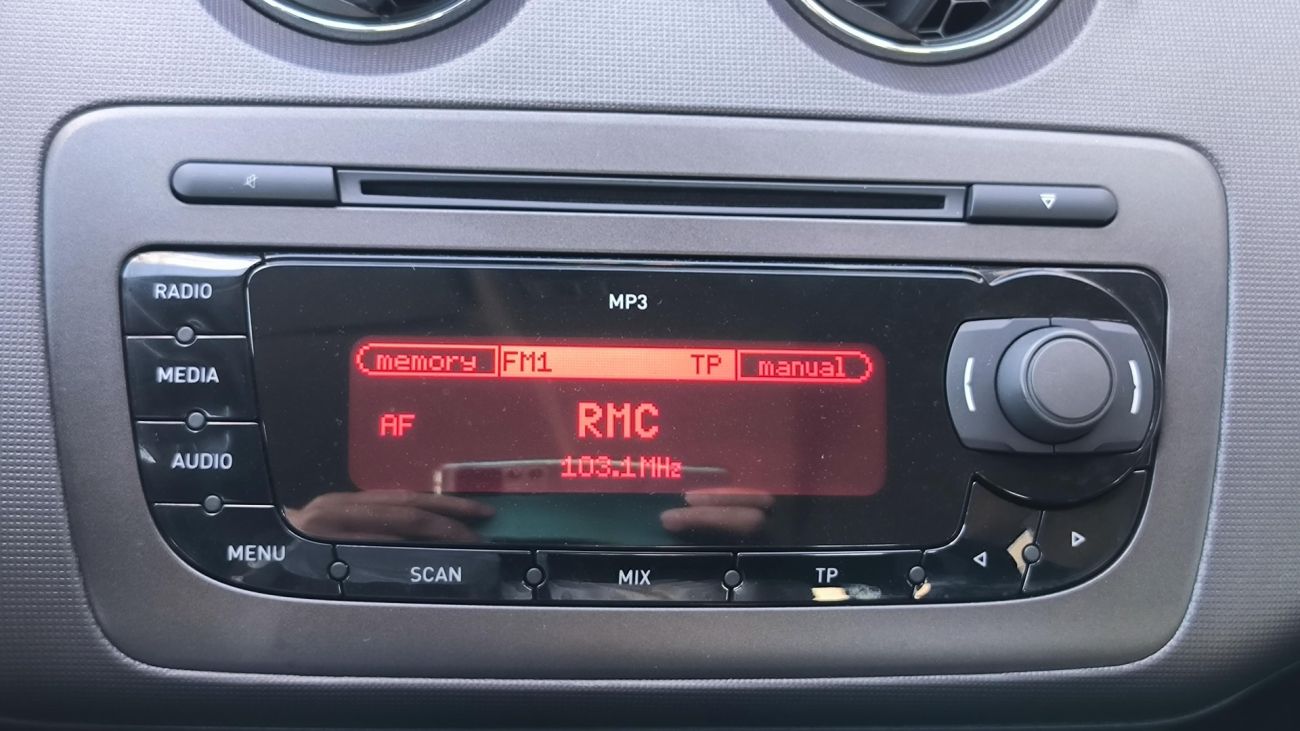 RADIO
MP3
memory FM1 TP manual
MEDIA
AF RMC
103.1MHz
AUDIO
MENU
SCAN
MIX
TP